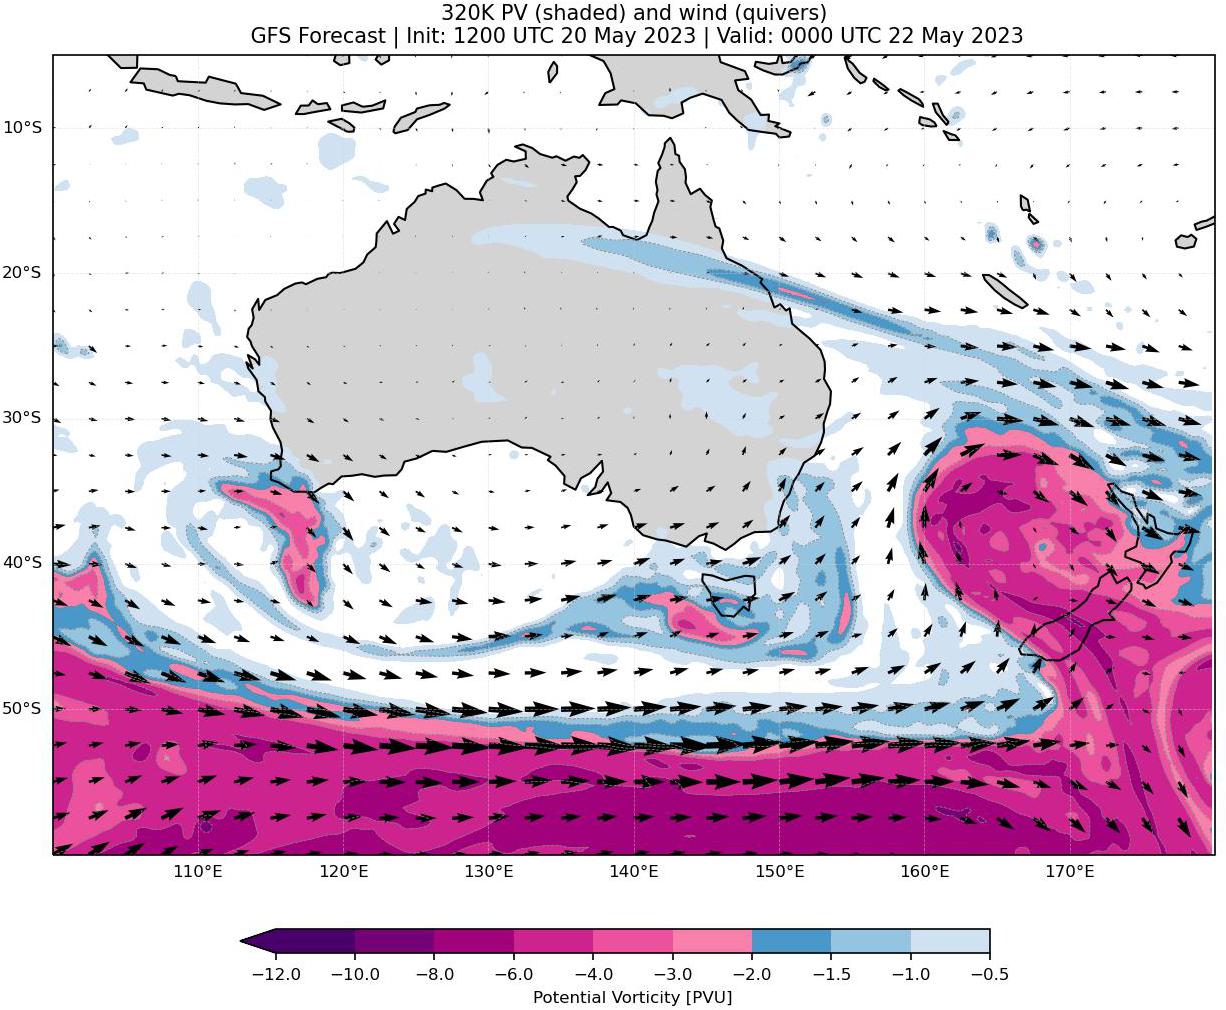 320K PV (shaded) and wind (quivers)
GFS Forecast | Init: 1200 UTC 20 May 2023 | Valid: 0000 UTC 22 May 2023
10°S
20°S
30°S
40°S
50°S
110°E 120°E 130°E 140°E 150°E 160°E 170°E
−12.0 −10.0 −8.0 −6.0 −4.0 −3.0 −2.0 −1.5 −1.0 −0.5
Potential Vorticity [PVU]